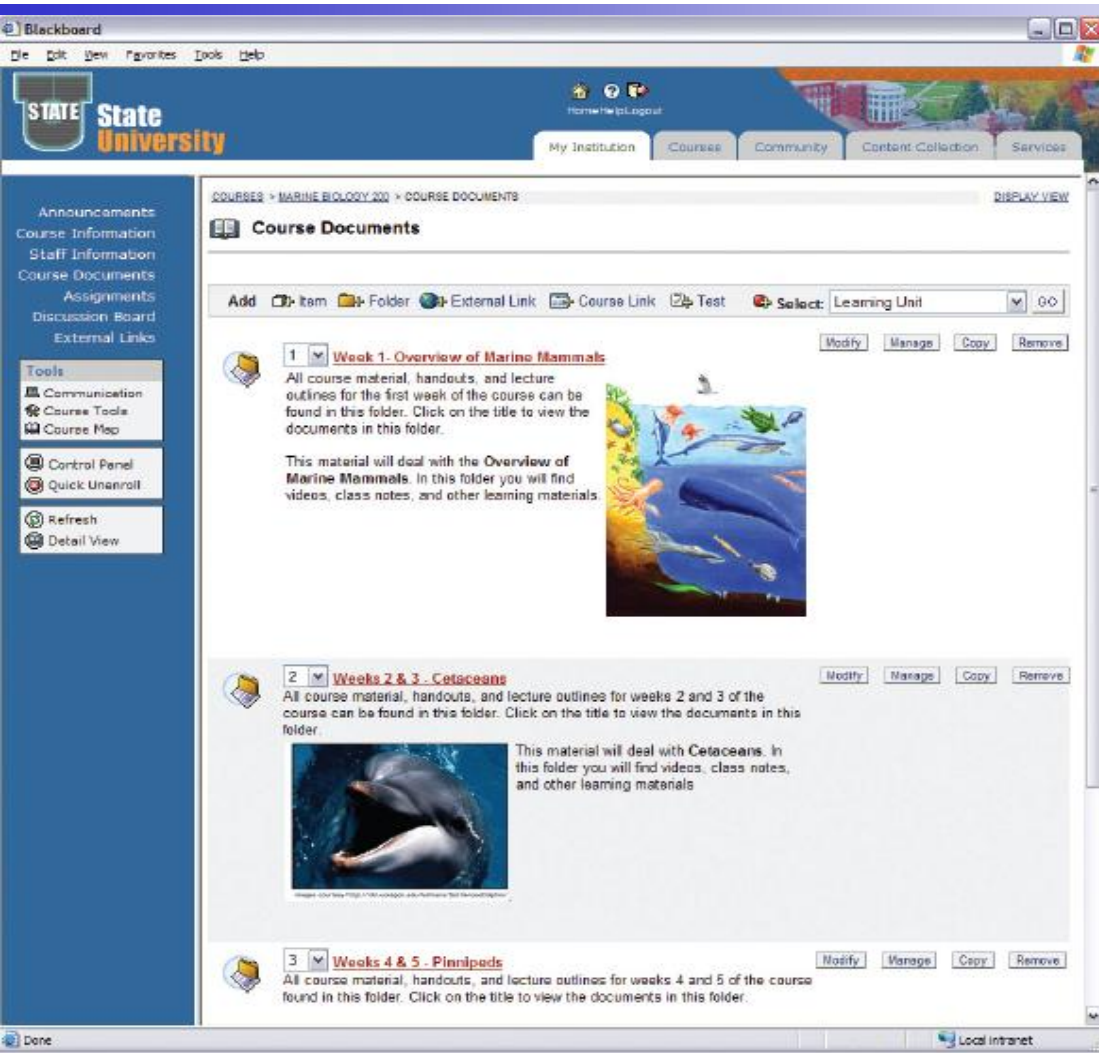 Blackboard
File Edit View Favorites Tools Help
STATE State
University
Home Help Logout
My Institution Courses Community Content Collection Services
Announcements
Course Information
Staff Information
Course Documents
Assignments
Discussion Board
External Links
Tools
Communication
Course Tools
Course Map
Control Panel
Quick Unenroll
Refresh
Detail View
COURSES > MARINE BIOLOGY 200 > COURSE DOCUMENTS DISPLAY VIEW
Course Documents
Add Item Folder External Link Course Link Test Select: Learning Unit GO
1 Week 1- Overview of Marine Mammals Modify Manage Copy Remove
All course material, handouts, and lecture
outlines for the first week of the course can be
found in this folder. Click on the title to view the
documents in this folder.
This material will deal with the Overview of
Marine Mammals. In this folder you will find
videos, class notes, and other learning materials.
2 Weeks 2 & 3 - Cetaceans Modify Manage Copy Remove
All course material, handouts, and lecture outlines for weeks 2 and 3 of the
course can be found in this folder. Click on the title to view the documents in this
folder.
This material will deal with Cetaceans. In
this folder you will find videos, class notes,
and other learning materials
3 Weeks 4 & 5 - Pinnipeds Modify Manage Copy Remove
All course material, handouts, and lecture outlines for weeks 4 and 5 of the course
found in this folder. Click on the title to view the documents in this folder.
Done Local intranet